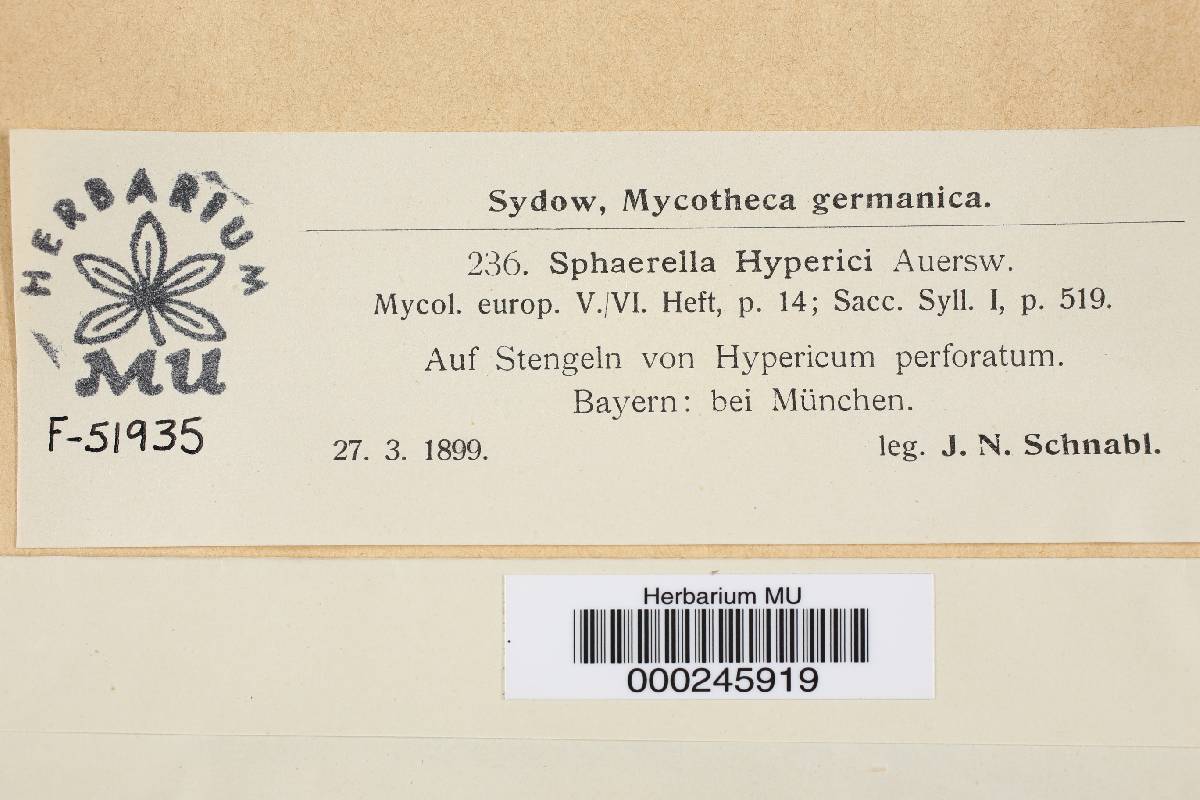 HERBARIUM
MU
F-51935
Sydow, Mycotheca germanica.
236. Sphaerella Hyperici Auersw.
Mycol. europ. V./VI. Heft, p. 14; Sacc. Syll. I, p. 519.
Auf Stengeln von Hypericum perforatum.
Bayern: bei München.
27. 3. 1899. leg. J. N. Schnabl.
Herbarium MU
000245919